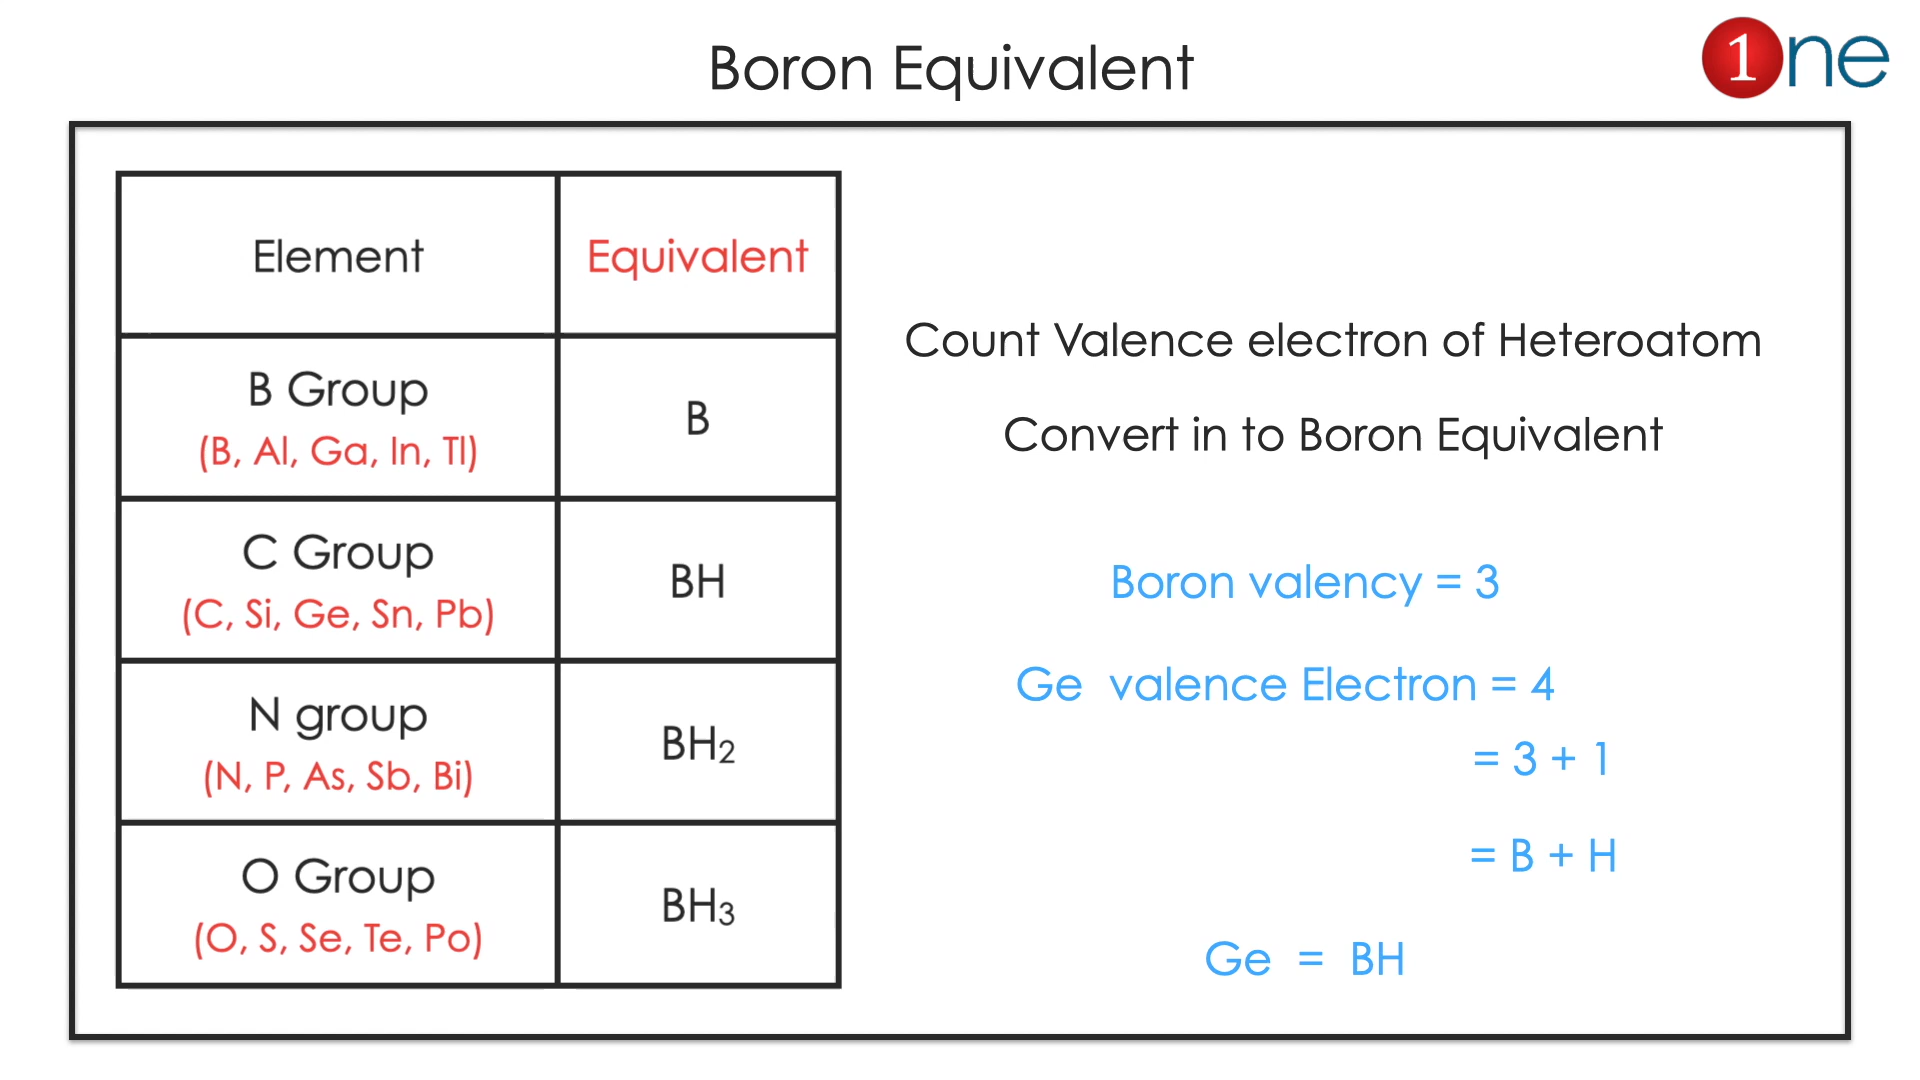 Boron Equivalent
1ne
Element
Equivalent
B Group
(B, Al, Ga, In, Tl)
B
C Group
(C, Si, Ge, Sn, Pb)
BH
N group
(N, P, As, Sb, Bi)
BH₂
O Group
(O, S, Se, Te, Po)
BH₃
Count Valence electron of Heteroatom
Convert in to Boron Equivalent
Boron valency = 3
Ge valence Electron = 4
= 3 + 1
= B + H
Ge = BH